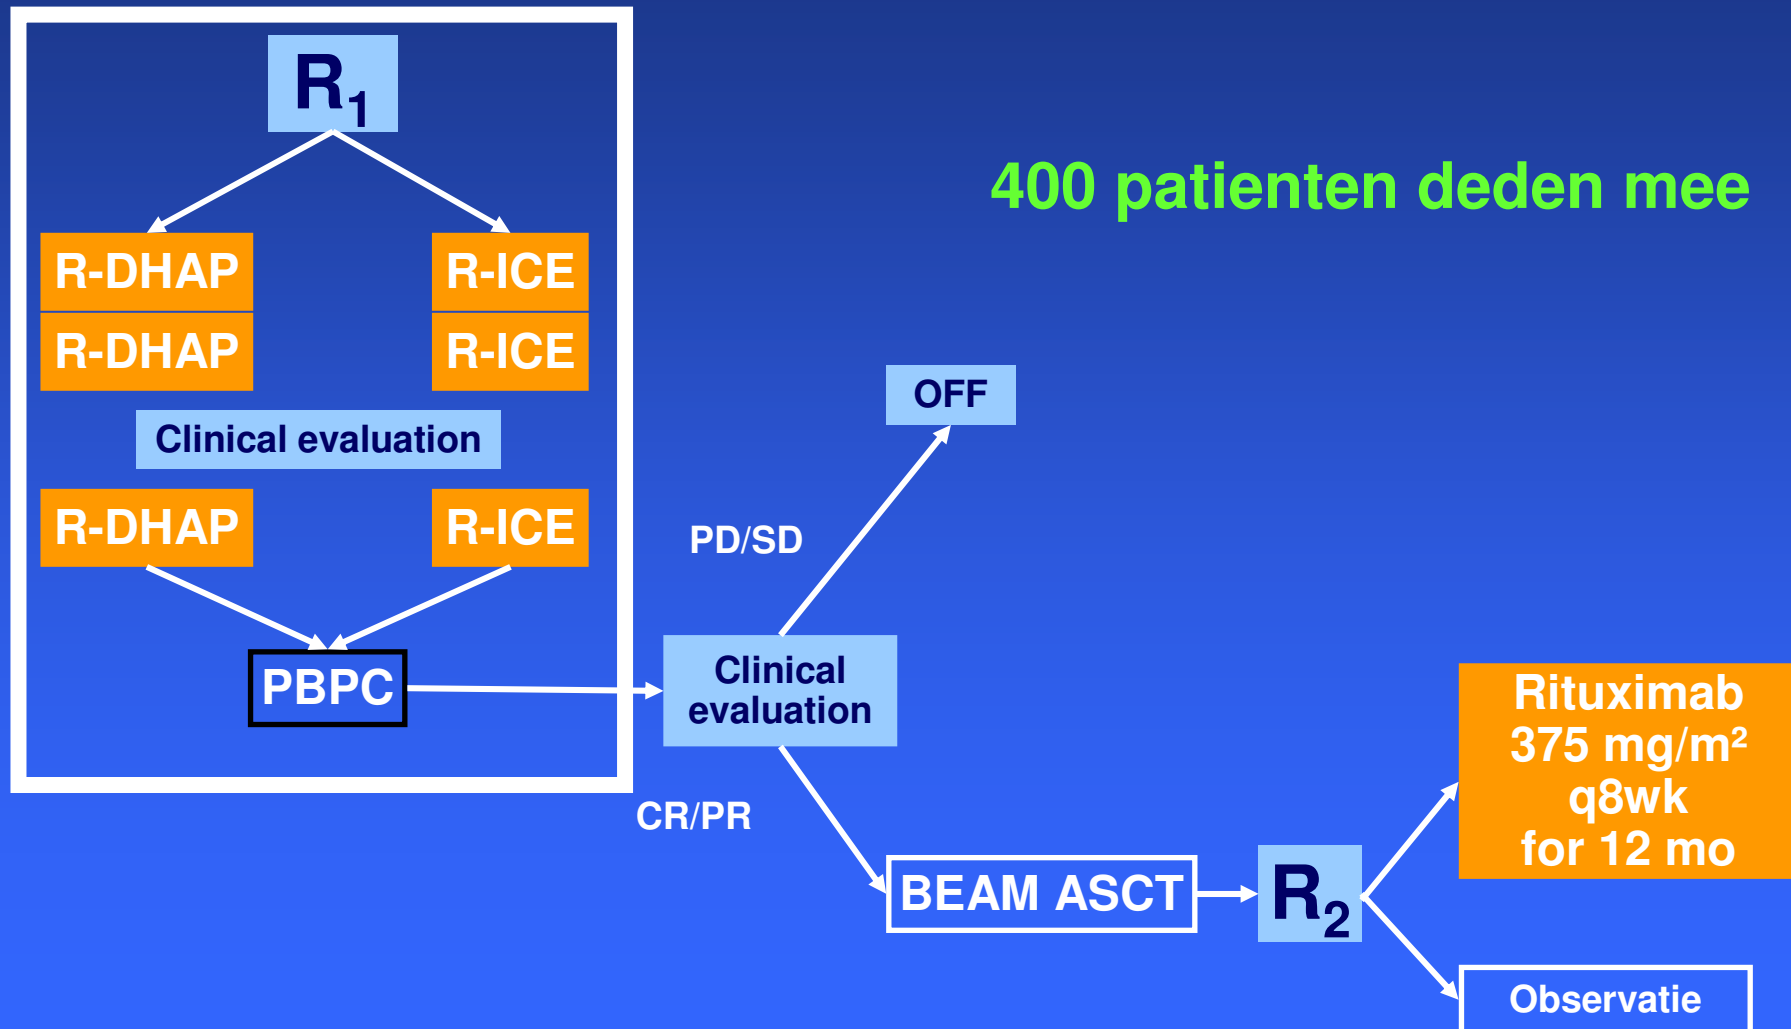 R₁
400 patienten deden mee
R-DHAP
R-ICE
R-DHAP
R-ICE
Clinical evaluation
OFF
R-DHAP
R-ICE
PD/SD
PBPC
Clinical
evaluation
Rituximab
375 mg/m²
q8wk
for 12 mo
CR/PR
BEAM ASCT
R₂
Observatie